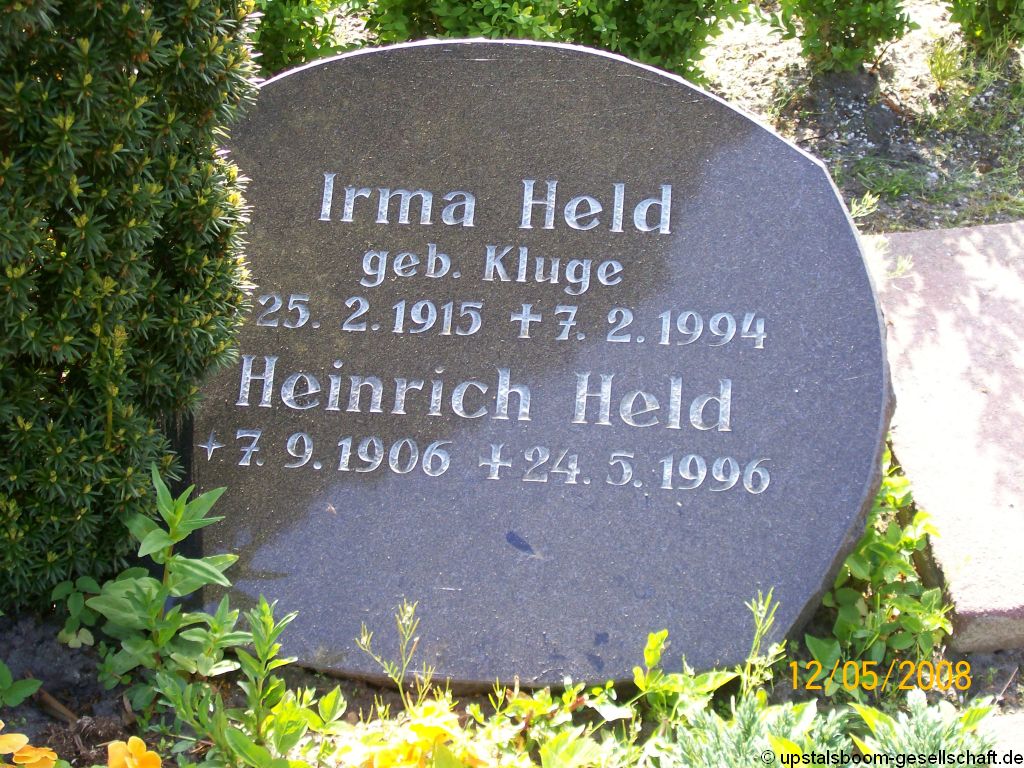 Irma Held
geb. Kluge
25. 2. 1915 ✝ 7. 2. 1994
Heinrich Held
* 7. 9. 1906 ✝ 24. 5. 1996
12/05/2008
© upstalsboom-gesellschaft.de